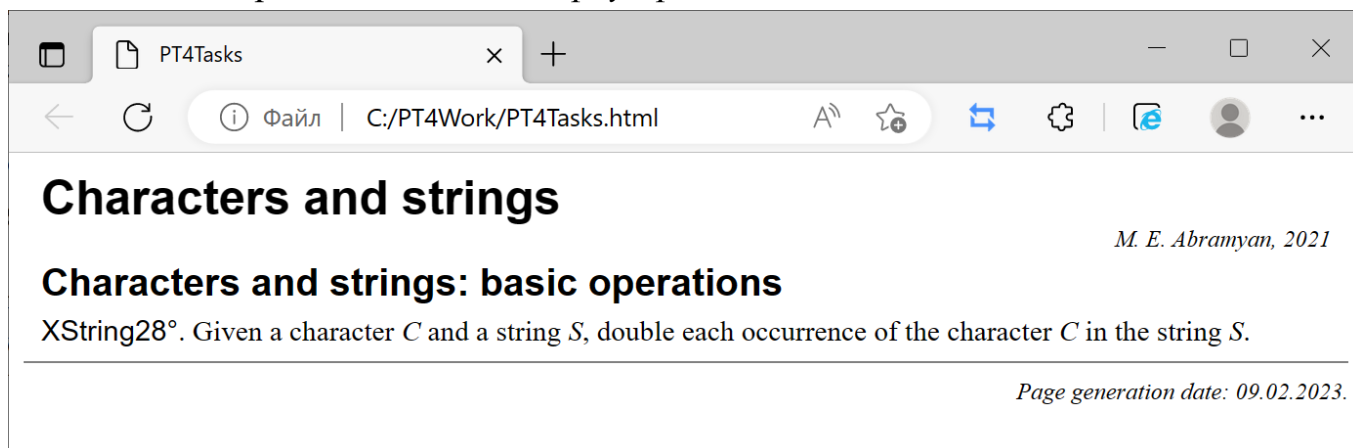 PT4Tasks
Файл | C:/PT4Work/PT4Tasks.html
Characters and strings
M. E. Abramyan, 2021
Characters and strings: basic operations
XString28°. Given a character C and a string S, double each occurrence of the character C in the string S.
Page generation date: 09.02.2023.